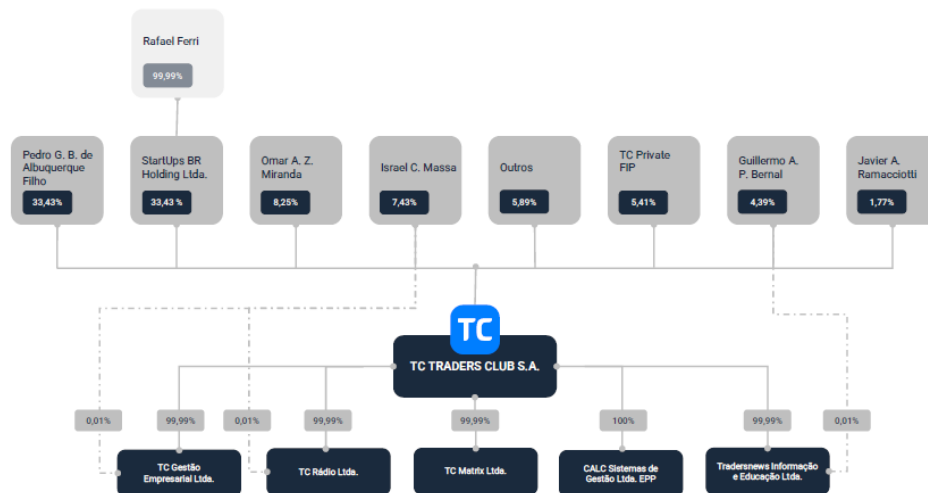 Rafael Ferri
99,99%
Pedro G. B. de
Albuquerque
Filho
33,43%
StartUps BR
Holding Ltda.
33,43 %
Omar A. Z.
Miranda
8,25%
Israel C. Massa
7,43%
Outros
5,89%
TC Private
FIP
5,41%
Guillermo A.
P. Bernal
4,39%
Javier A.
Ramacciotti
1,77%
TC
TC TRADERS CLUB S.A.
0,01%
99,99%
0,01%
99,99%
99,99%
100%
99,99%
0,01%
TC Gestão
Empresarial Ltda.
TC Rádio Ltda.
TC Matrix Ltda.
CALC Sistemas de
Gestão Ltda. EPP
Tradersnews Informação
e Educação Ltda.